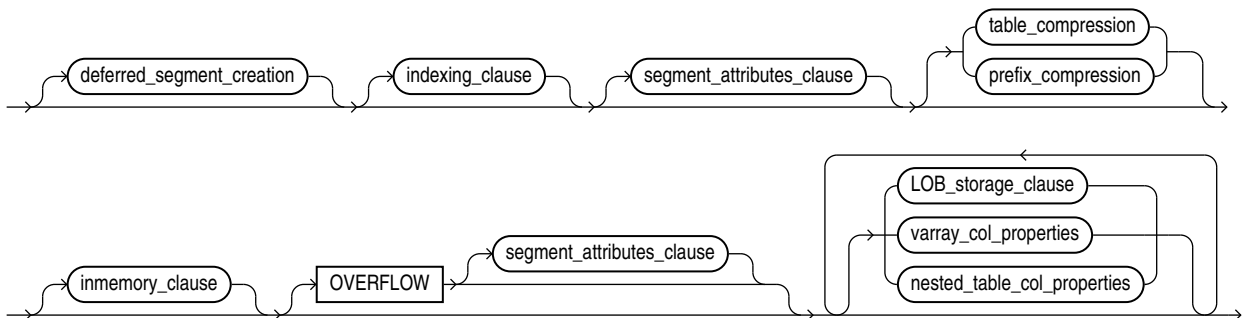 table_compression
deferred_segment_creation indexing_clause segment_attributes_clause
prefix_compression
LOB_storage_clause
segment_attributes_clause varray_col_properties
inmemory_clause OVERFLOW nested_table_col_properties